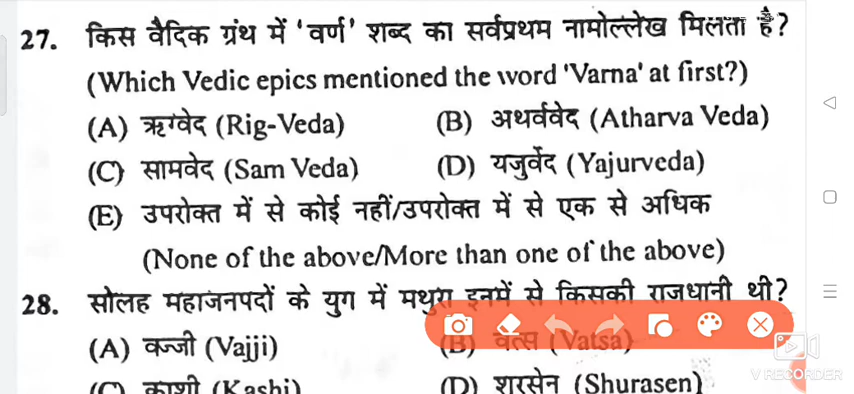 27. किस वैदिक ग्रंथ में 'वर्ण' शब्द का सर्वप्रथम नामोल्लेख मिलता है?
(Which Vedic epics mentioned the word 'Varna' at first?)
(A) ऋग्वेद (Rig-Veda) (B) अथर्ववेद (Atharva Veda)
(C) सामवेद (Sam Veda) (D) यजुर्वेद (Yajurveda)
(E) उपरोक्त में से कोई नहीं/उपरोक्त में से एक से अधिक
(None of the above/More than one of the above)
28. सोलह महाजनपदों के युग में मथुरा इनमें से किसकी राजधानी थी?
(A) वज्जी (Vajji) (B) वत्स (Vatsa)
(C) काशी (Kashi) (D) शूरसेन (Shurasen)
V RECORDER